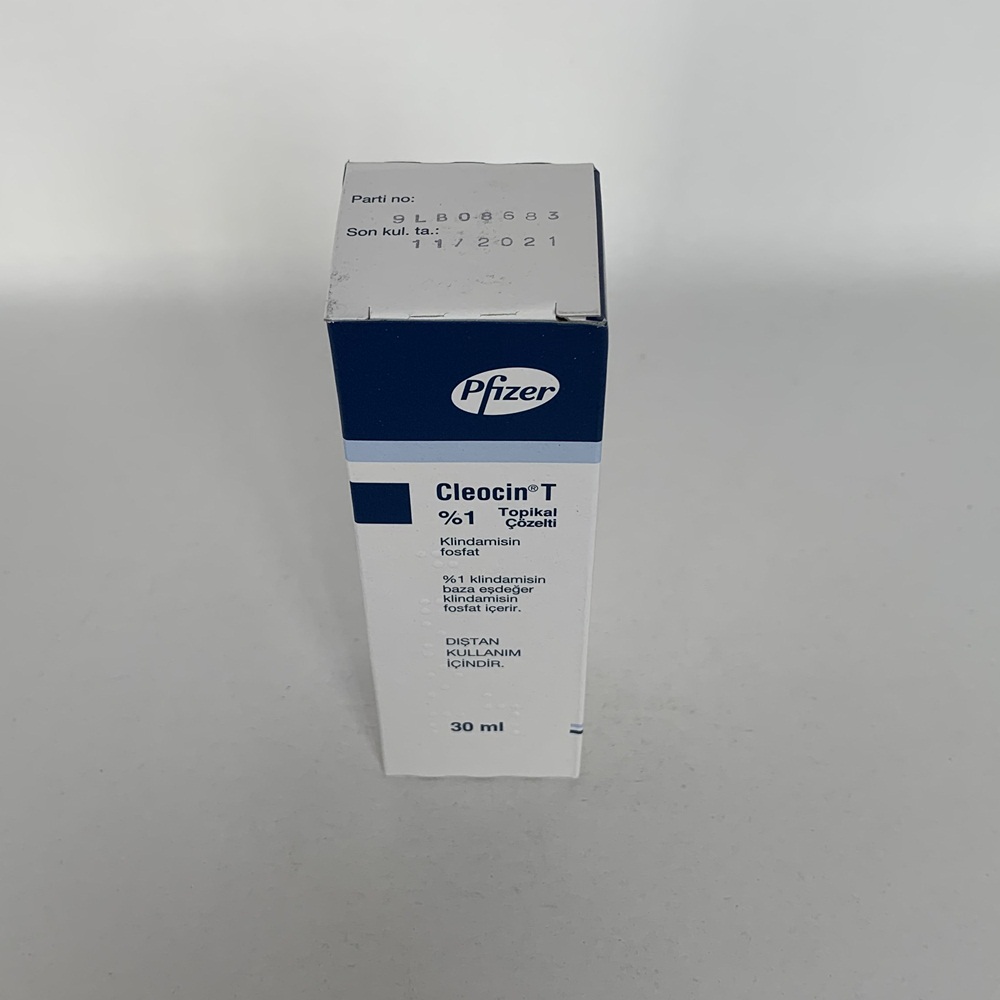 Parti no:
9LB08683
Son kul. ta.:
11/2021
Pfizer
Cleocin® T
%1 Topikal
Çözelti
Klindamisin
fosfat
%1 klindamisin
baza eşdeğer
klindamisin
fosfat içerir.
DIŞTAN
KULLANIM
İÇİNDİR.
30 ml